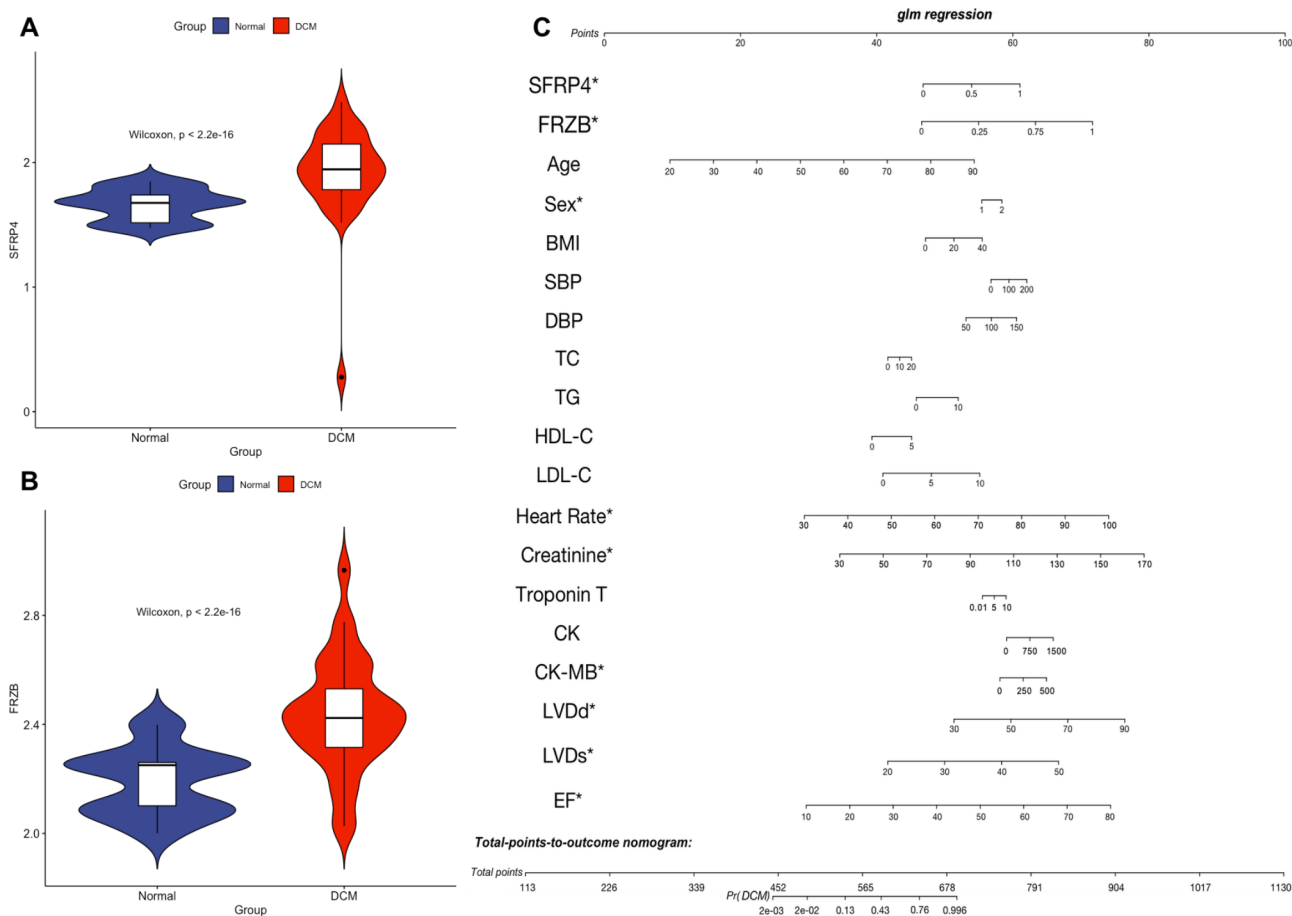 A
Group Normal DCM
Wilcoxon, p < 2.2e-16
SFRP4
2
1
0
Normal DCM
Group
B
Group Normal DCM
Wilcoxon, p < 2.2e-16
FRZB
2.8
2.4
2.0
Normal DCM
Group
C
glm regression
Points
0 20 40 60 80 100
SFRP4*
0 0.5 1
FRZB*
0 0.25 0.75 1
Age
20 30 40 50 60 70 80 90
Sex*
1 2
BMI
0 20 40
SBP
0 100 200
DBP
50 100 150
TC
0 10 20
TG
0 10
HDL-C
0 5
LDL-C
0 5 10
Heart Rate*
30 40 50 60 70 80 90 100
Creatinine*
30 50 70 90 110 130 150 170
Troponin T
0.01 5 10
CK
0 750 1500
CK-MB*
0 250 500
LVDd*
30 50 70 90
LVDs*
20 30 40 50
EF*
10 20 30 40 50 60 70 80
Total-points-to-outcome nomogram:
Total points
113 226 339 452 565 678 791 904 1017 1130
Pr(DCM)
2e-03 2e-02 0.13 0.43 0.76 0.996